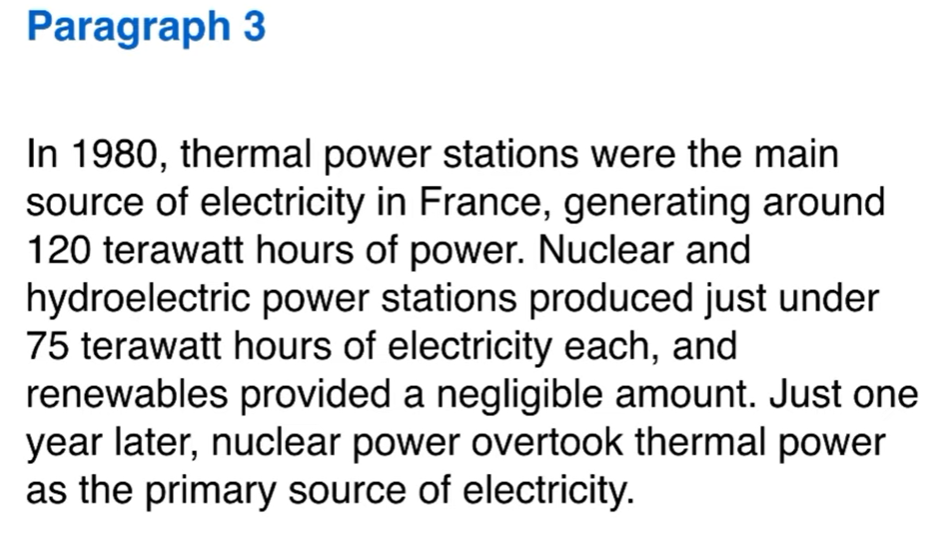 Paragraph 3
In 1980, thermal power stations were the main
source of electricity in France, generating around
120 terawatt hours of power. Nuclear and
hydroelectric power stations produced just under
75 terawatt hours of electricity each, and
renewables provided a negligible amount. Just one
year later, nuclear power overtook thermal power
as the primary source of electricity.